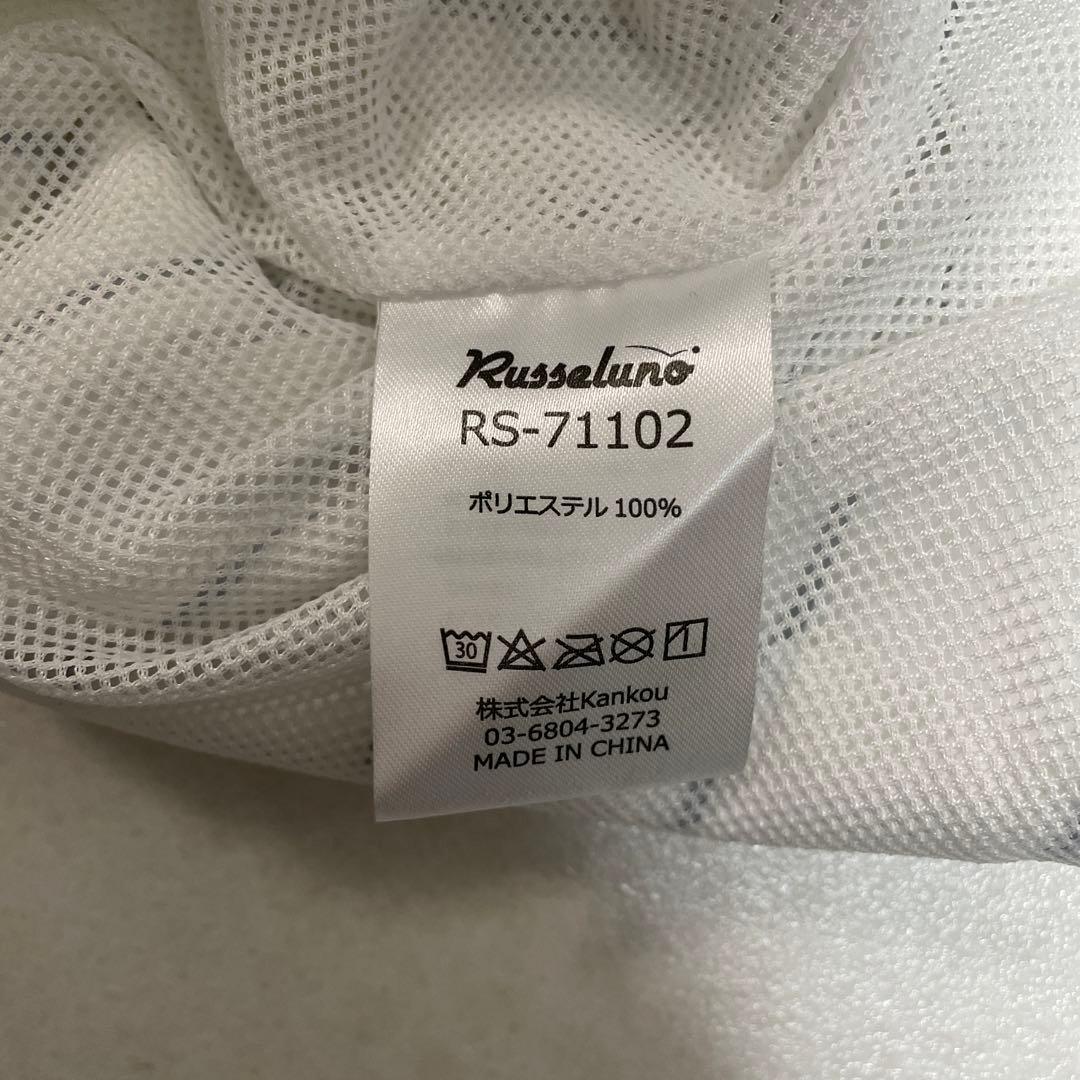 Russeluno
RS-71102
ポリエステル 100%
30
株式会社Kankou
03-6804-3273
MADE IN CHINA